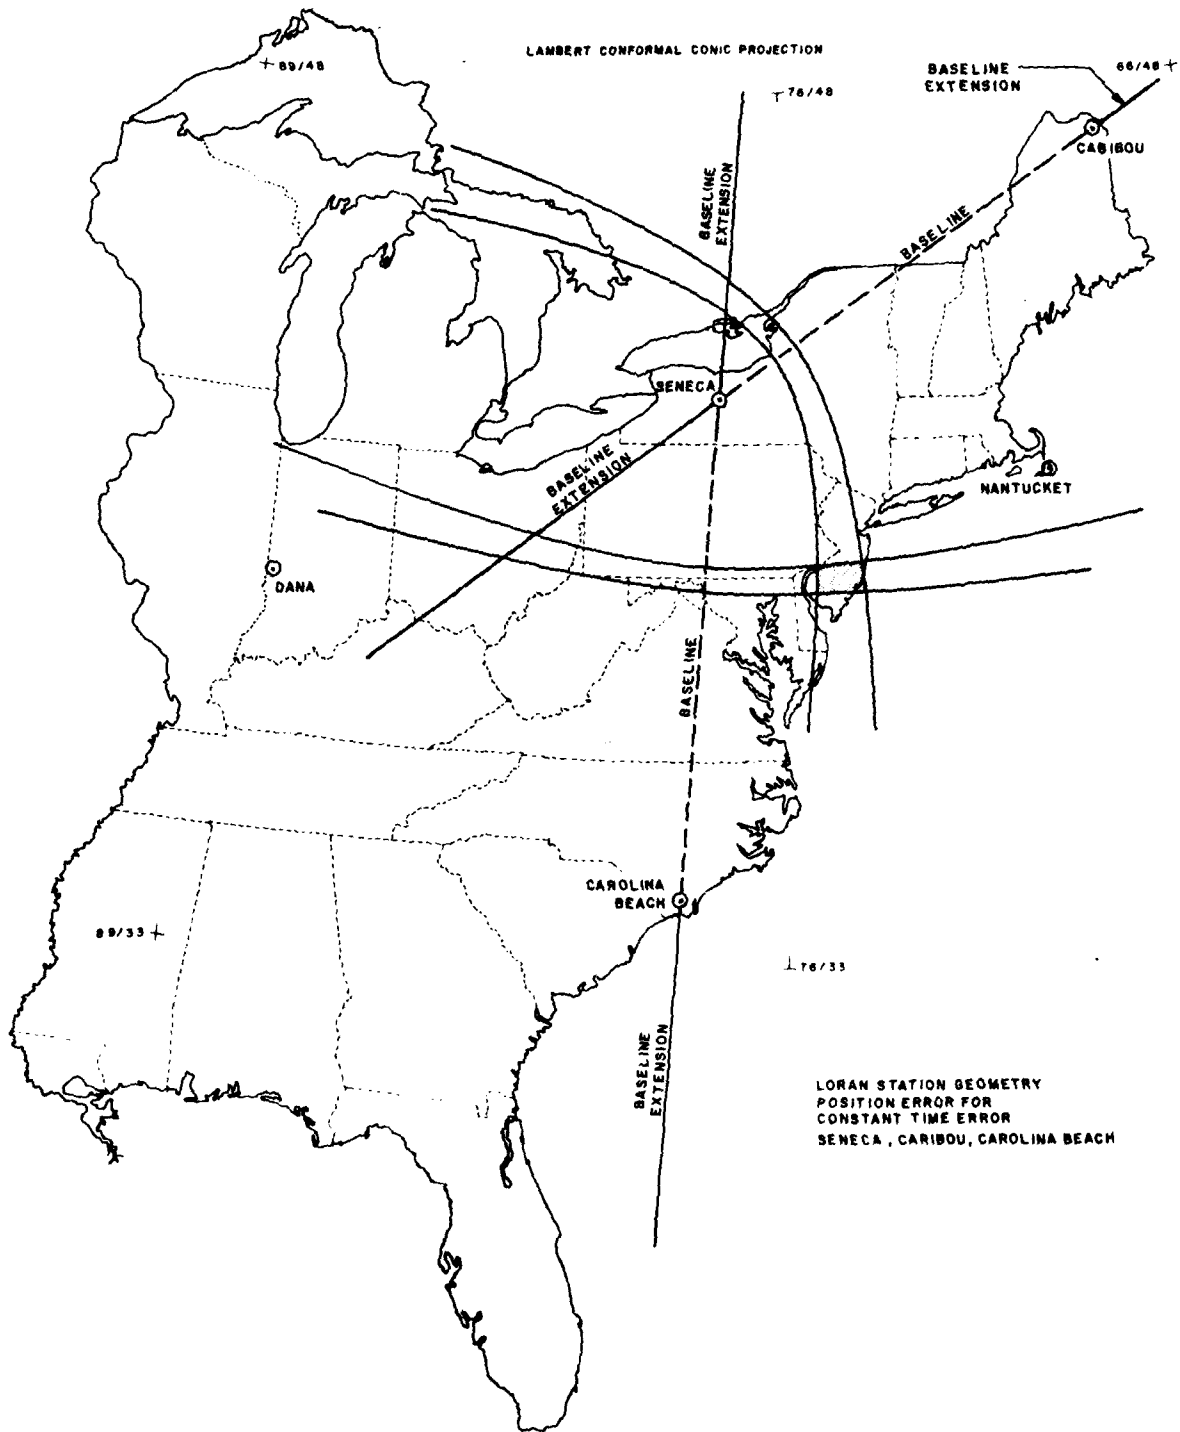 LAMBERT CONFORMAL CONIC PROJECTION
89/48
76/48
66/48
BASELINE
EXTENSION
CARIBOU
BASELINE
EXTENSION
BASELINE
SENECA
BASELINE
EXTENSION
NANTUCKET
DANA
BASELINE
CAROLINA
BEACH
89/33
76/33
BASELINE
EXTENSION
LORAN STATION GEOMETRY
POSITION ERROR FOR
CONSTANT TIME ERROR
SENECA, CARIBOU, CAROLINA BEACH